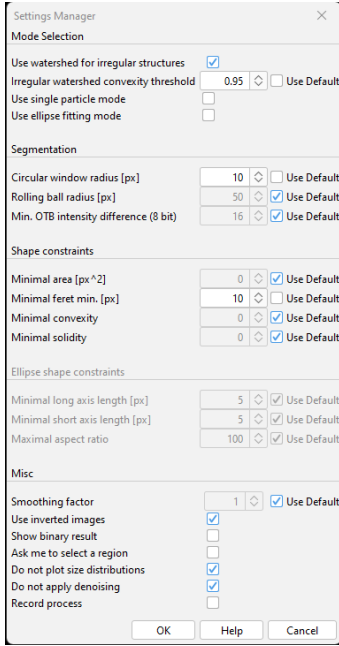 Settings Manager
Mode Selection
Use watershed for irregular structures
Irregular watershed convexity threshold 0.95 Use Default
Use single particle mode
Use ellipse fitting mode
Segmentation
Circular window radius [px] 10 Use Default
Rolling ball radius [px] 50 Use Default
Min. OTB intensity difference (8 bit) 16 Use Default
Shape constraints
Minimal area [px^2] 0 Use Default
Minimal feret min. [px] 10 Use Default
Minimal convexity 0 Use Default
Minimal solidity 0 Use Default
Ellipse shape constraints
Minimal long axis length [px] 5 Use Default
Minimal short axis length [px] 5 Use Default
Maximal aspect ratio 100 Use Default
Misc
Smoothing factor 1 Use Default
Use inverted images
Show binary result
Ask me to select a region
Do not plot size distributions
Do not apply denoising
Record process
OK Help Cancel